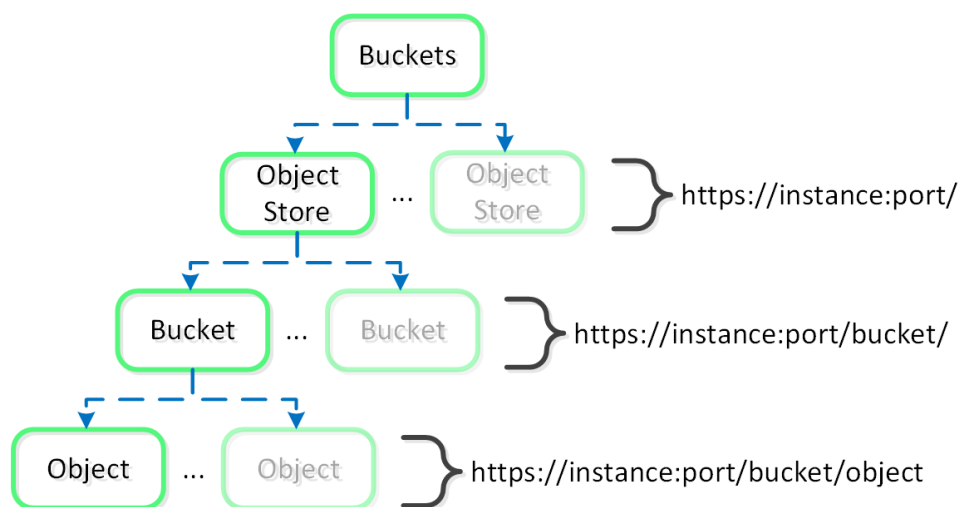 Buckets
Object
Store
...
Object
Store
https://instance:port/
Bucket
...
Bucket
https://instance:port/bucket/
Object
...
Object
https://instance:port/bucket/object